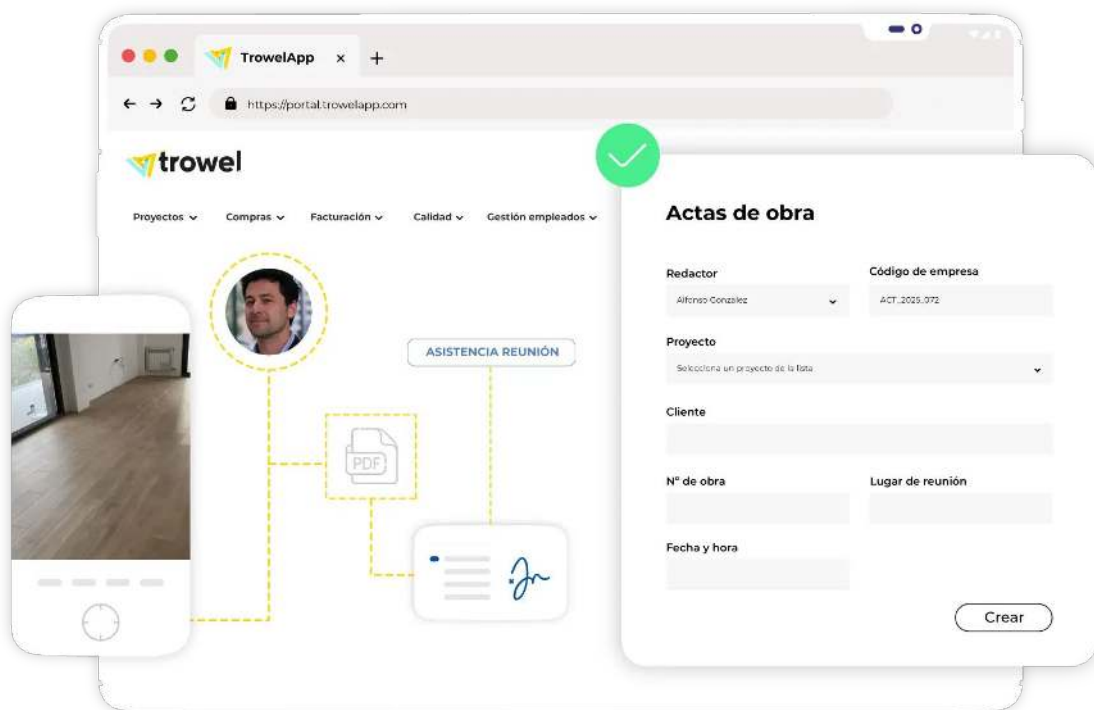 TrowelApp x +
https://portal.trowelapp.com
trowel
Proyectos Compras Facturación Calidad Gestión empleados
ASISTENCIA REUNIÓN
PDF
Actas de obra
Redactor Código de empresa
Alfonso Gonzalez ACT_2025_072
Proyecto
Selecciona un proyecto de la lista
Cliente
Nº de obra Lugar de reunión
Fecha y hora
Crear